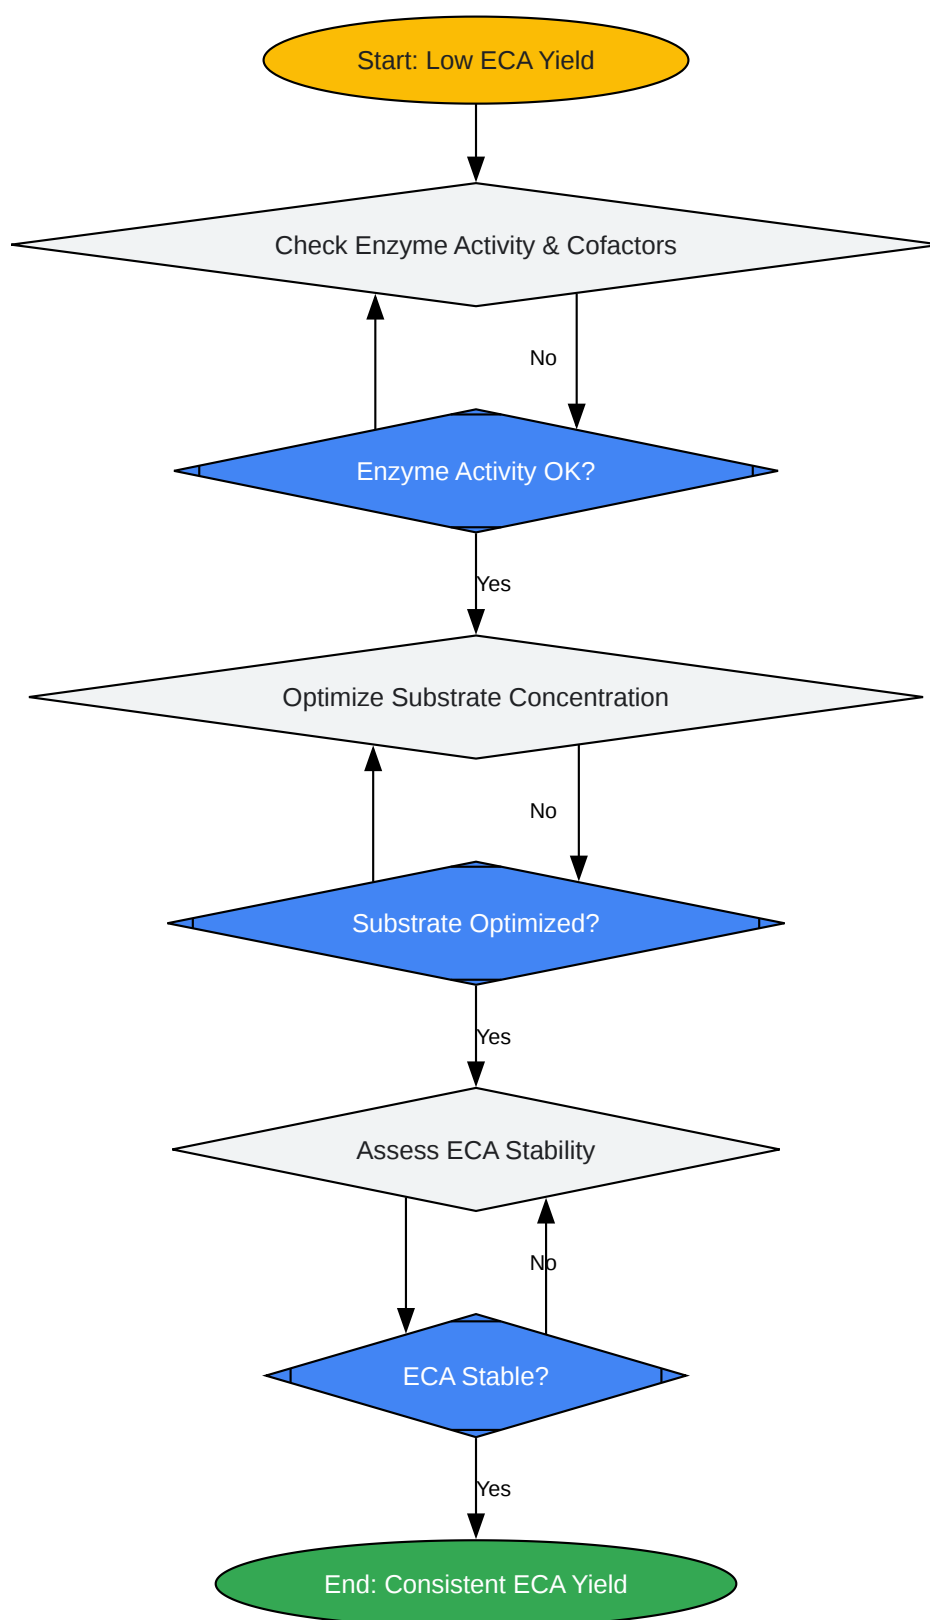 Start: Low ECA Yield
Check Enzyme Activity & Cofactors
No
Enzyme Activity OK?
Yes
Optimize Substrate Concentration
No
Substrate Optimized?
Yes
Assess ECA Stability
No
ECA Stable?
Yes
End: Consistent ECA Yield